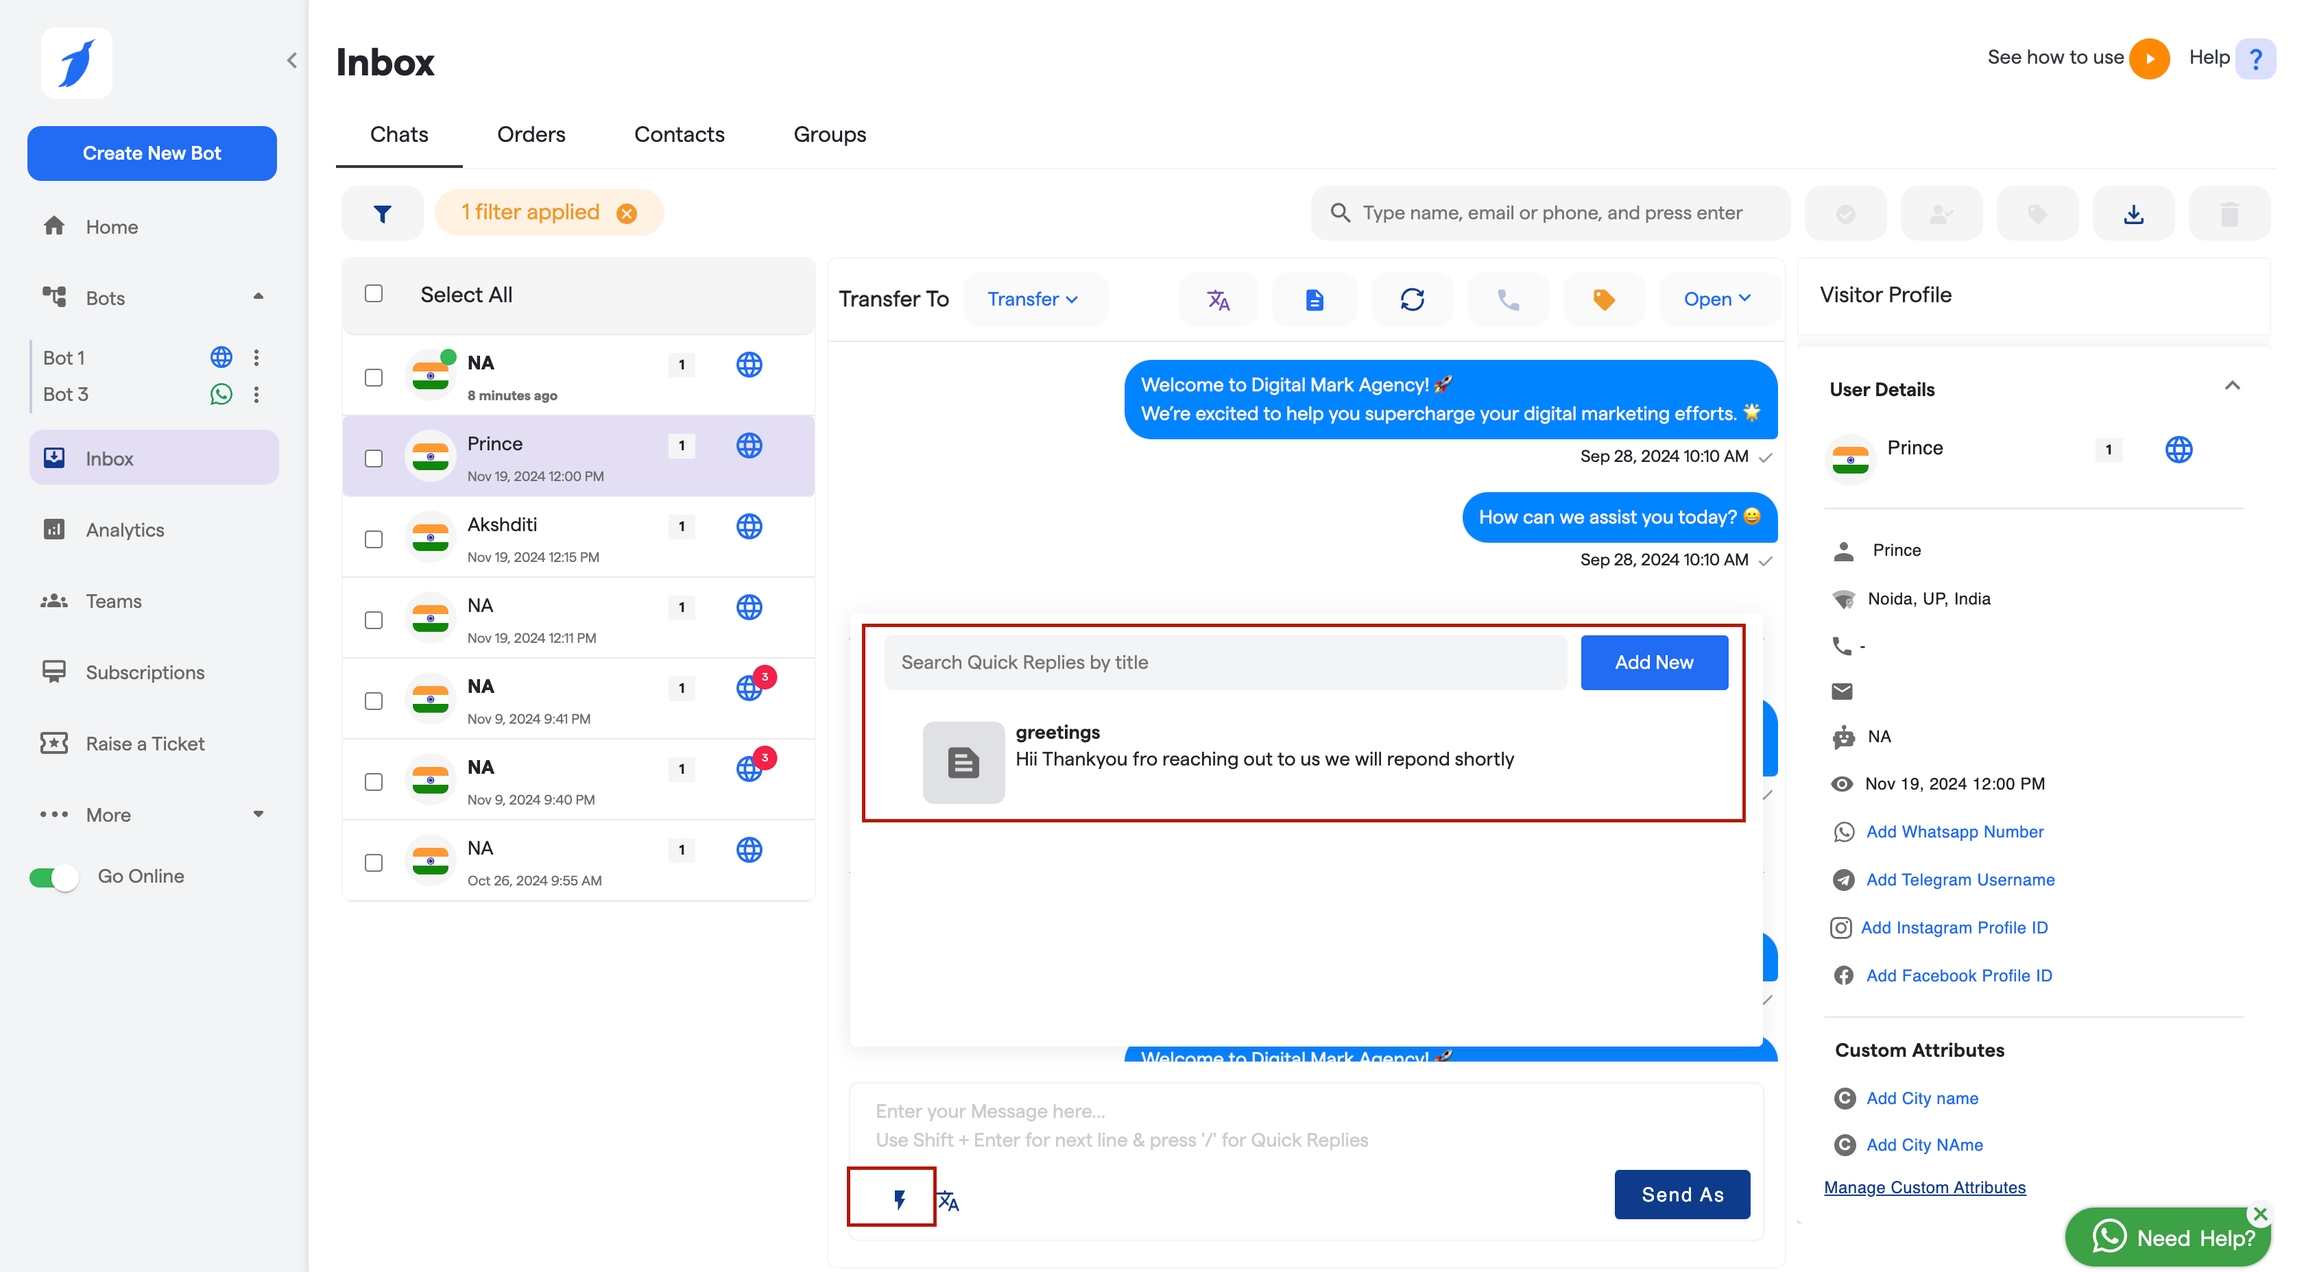 Inbox
See how to use
Help ?
Create New Bot
Chats
Orders
Contacts
Groups
1 filter applied
Type name, email or phone, and press enter
Home
Bots
Bot 1
Bot 3
Inbox
Analytics
Teams
Subscriptions
Raise a Ticket
More
Go Online
Select All
NA
1
8 minutes ago
Prince
1
Nov 19, 2024 12:00 PM
Akshditi
1
Nov 19, 2024 12:15 PM
NA
1
Nov 19, 2024 12:11 PM
NA
1
3
Nov 9, 2024 9:41 PM
NA
1
3
Nov 9, 2024 9:40 PM
NA
1
Oct 26, 2024 9:55 AM
Transfer To
Transfer
Open
Welcome to Digital Mark Agency! 🚀
We’re excited to help you supercharge your digital marketing efforts. 🌟
Sep 28, 2024 10:10 AM
How can we assist you today? 😀
Sep 28, 2024 10:10 AM
Search Quick Replies by title
Add New
greetings
Hii Thankyou fro reaching out to us we will repond shortly
Welcome to Digital Mark Agency! 🚀
Enter your Message here...
Use Shift + Enter for next line & press '/' for Quick Replies
Send As
Visitor Profile
User Details
Prince
1
Prince
Noida, UP, India
-
NA
Nov 19, 2024 12:00 PM
Add Whatsapp Number
Add Telegram Username
Add Instagram Profile ID
Add Facebook Profile ID
Custom Attributes
C Add City name
C Add City NAme
Manage Custom Attributes
Need Help?